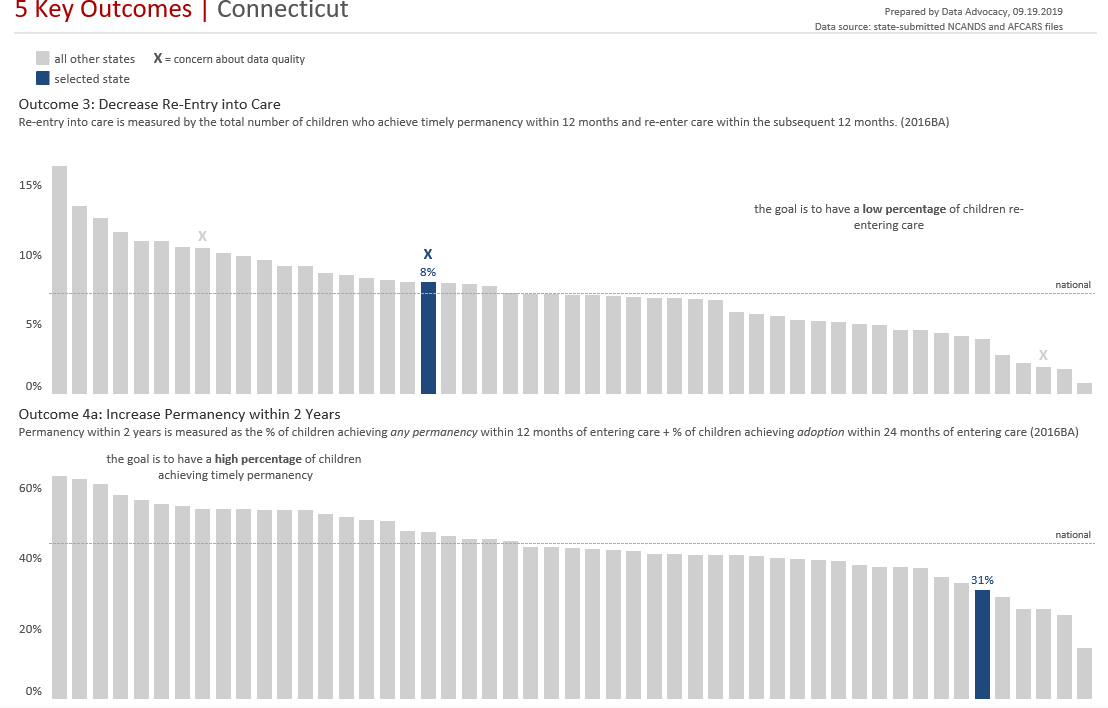 5 Key Outcomes | Connecticut
Prepared by Data Advocacy, 09.19.2019
Data source: state-submitted NCANDS and AFCARS files
all other states X = concern about data quality
selected state
Outcome 3: Decrease Re-Entry into Care
Re-entry into care is measured by the total number of children who achieve timely permanency within 12 months and re-enter care within the subsequent 12 months. (2016BA)
15%
the goal is to have a low percentage of children re-
entering care
X
10%
X
8%
national
5%
X
0%
Outcome 4a: Increase Permanency within 2 Years
Permanency within 2 years is measured as the % of children achieving any permanency within 12 months of entering care + % of children achieving adoption within 24 months of entering care (2016BA)
the goal is to have a high percentage of children
achieving timely permanency
60%
national
40%
31%
20%
0%